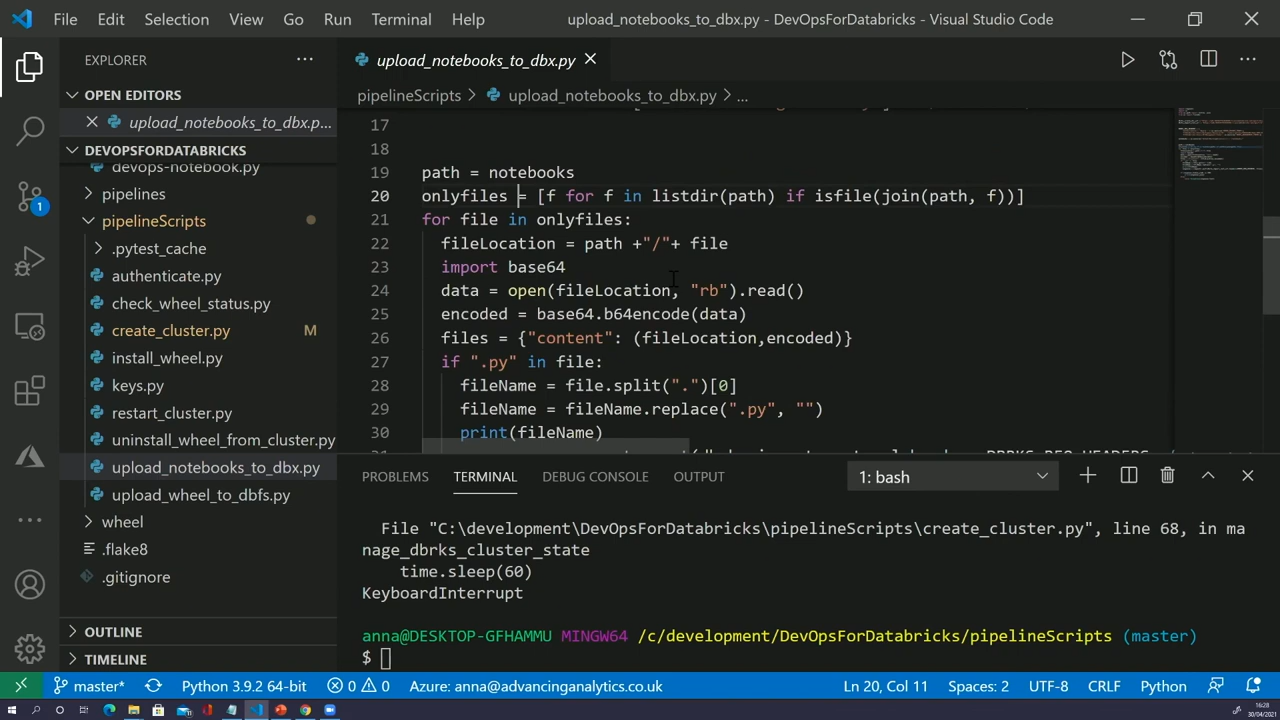 File Edit Selection View Go Run Terminal Help upload_notebooks_to_dbx.py - DevOpsForDatabricks - Visual Studio Code
EXPLORER
OPEN EDITORS
upload_notebooks_to_dbx.p...
DEVOPSFORDATABRICKS
devops-notebook.py
pipelines
pipelineScripts
.pytest_cache
authenticate.py
check_wheel_status.py
create_cluster.py M
install_wheel.py
keys.py
restart_cluster.py
uninstall_wheel_from_cluster.py
upload_notebooks_to_dbx.py
upload_wheel_to_dbfs.py
wheel
.flake8
.gitignore
OUTLINE
TIMELINE
1
upload_notebooks_to_dbx.py
pipelineScripts > upload_notebooks_to_dbx.py > ...
17
18
19 path = notebooks
20 onlyfiles = [f for f in listdir(path) if isfile(join(path, f))]
21 for file in onlyfiles:
22 fileLocation = path +"/"+ file
23 import base64
24 data = open(fileLocation, "rb").read()
25 encoded = base64.b64encode(data)
26 files = {"content": (fileLocation,encoded)}
27 if ".py" in file:
28 fileName = file.split(".")[0]
29 fileName = fileName.replace(".py", "")
30 print(fileName)
PROBLEMS TERMINAL DEBUG CONSOLE OUTPUT 1: bash
File "C:\development\DevOpsForDatabricks\pipelineScripts\create_cluster.py", line 68, in ma
nage_dbrks_cluster_state
time.sleep(60)
KeyboardInterrupt
anna@DESKTOP-GFHAMMU MINGW64 /c/development/DevOpsForDatabricks/pipelineScripts (master)
$
master* Python 3.9.2 64-bit 0 0 Azure: anna@advancinganalytics.co.uk Ln 20, Col 11 Spaces: 2 UTF-8 CRLF Python
16:28
30/04/2021